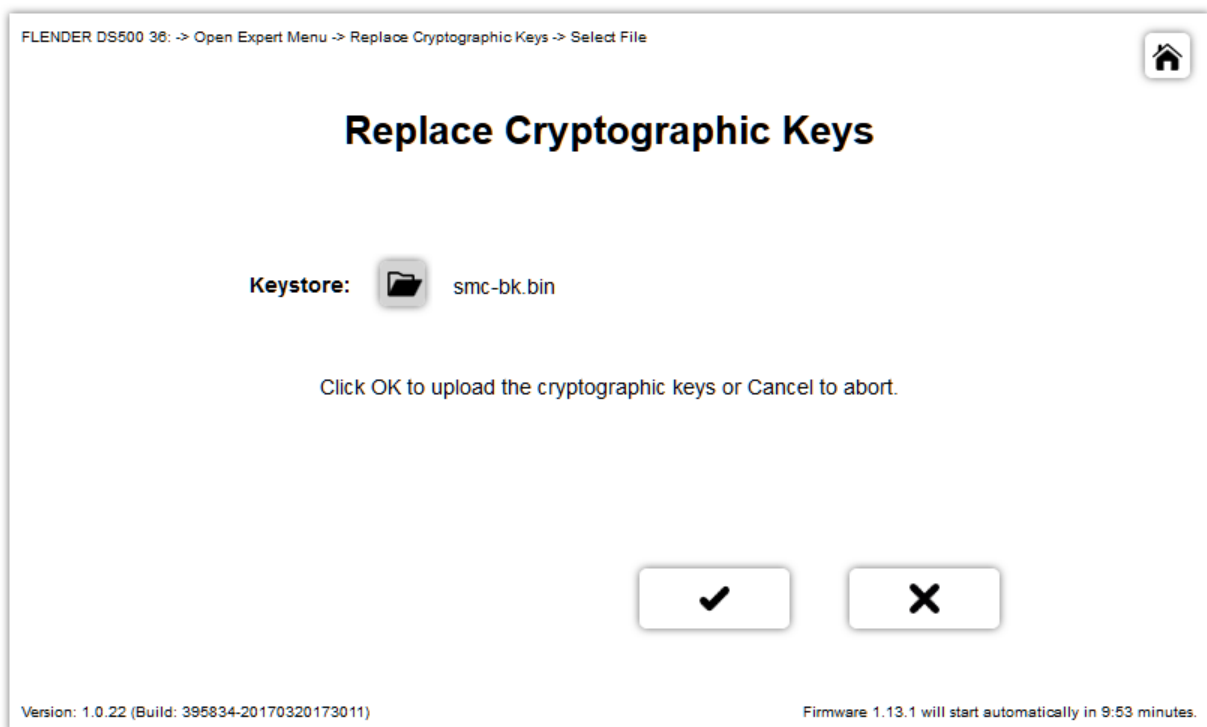 FLENDER DS500 36: -> Open Expert Menu -> Replace Cryptographic Keys -> Select File
Replace Cryptographic Keys
Keystore: smc-bk.bin
Click OK to upload the cryptographic keys or Cancel to abort.
Version: 1.0.22 (Build: 395834-20170320173011) Firmware 1.13.1 will start automatically in 9:53 minutes.